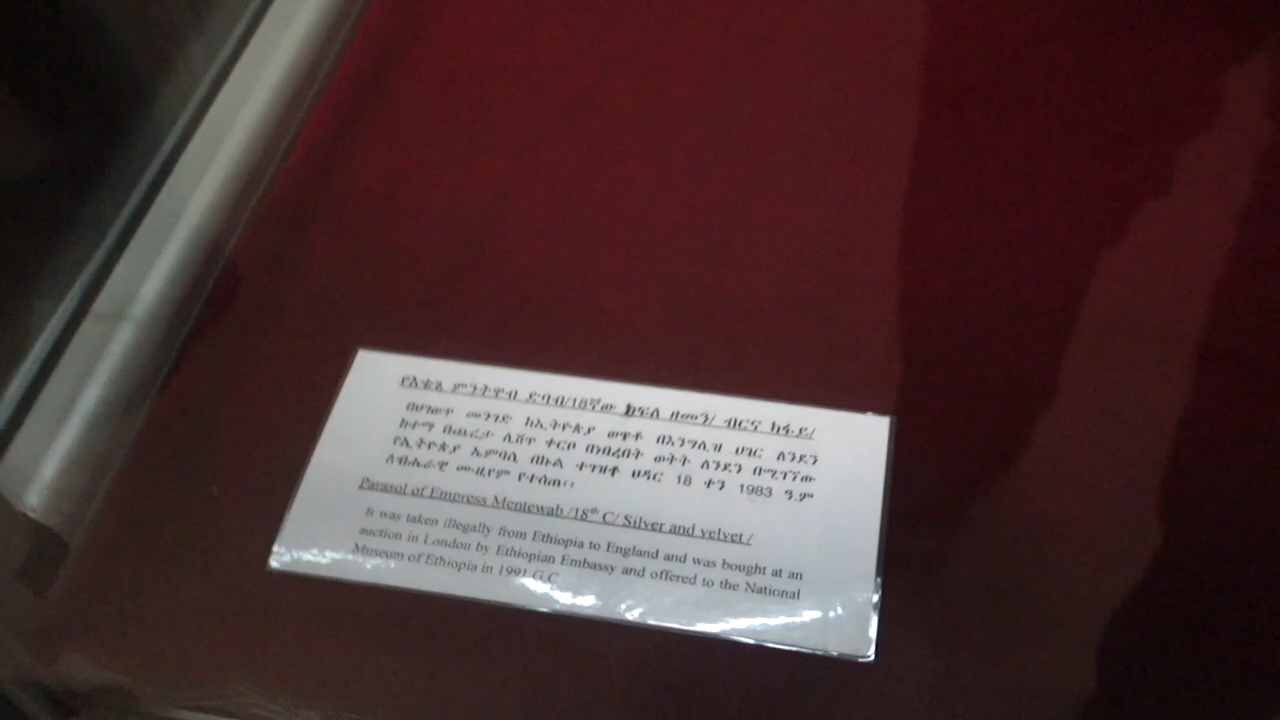 የእቴጌ ምንትዋብ ድባብ/18ኛው ክፍለ ዘመን/ ብርና ከፋይ/
በህገወጥ መንገድ ከኢትዮጵያ ወጥቶ በእንግሊዝ ሀገር ለንደን
ከተማ በጨረታ ሊሸጥ ቀርቦ በነበረበት ወቅት ለንደን በሚገኘው
የኢትዮጵያ ኤምባሲ በኩል ተገዝቶ ህዳር 18 ቀን 1983 ዓ.ም
ለብሔራዊ ሙዚየም የተሰጠ።
Parasol of Empress Mentewab /18th C/ Silver and velvet /
It was taken illegally from Ethiopia to England and was bought at an
auction in London by Ethiopian Embassy and offered to the National
Museum of Ethiopia in 1991 G.C